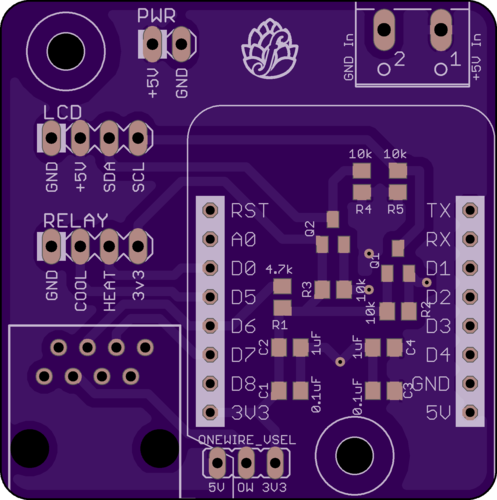 PWR
+5V
GND
GND In
2
1
+5V In
LCD
GND
+5V
SDA
SCL
10k
10k
R4
R5
RELAY
GND
COOL
HEAT
3v3
RST
A0
D0
D5
D6
D7
D8
3V3
TX
RX
D1
D2
D3
D4
GND
5V
Q2
Q1
4.7k
R1
R3
10k
10k
R2
C2
1uF
1uF
C4
C1
0.1uF
0.1uF
C3
ONEWIRE_VSEL
5V
OW
3V3